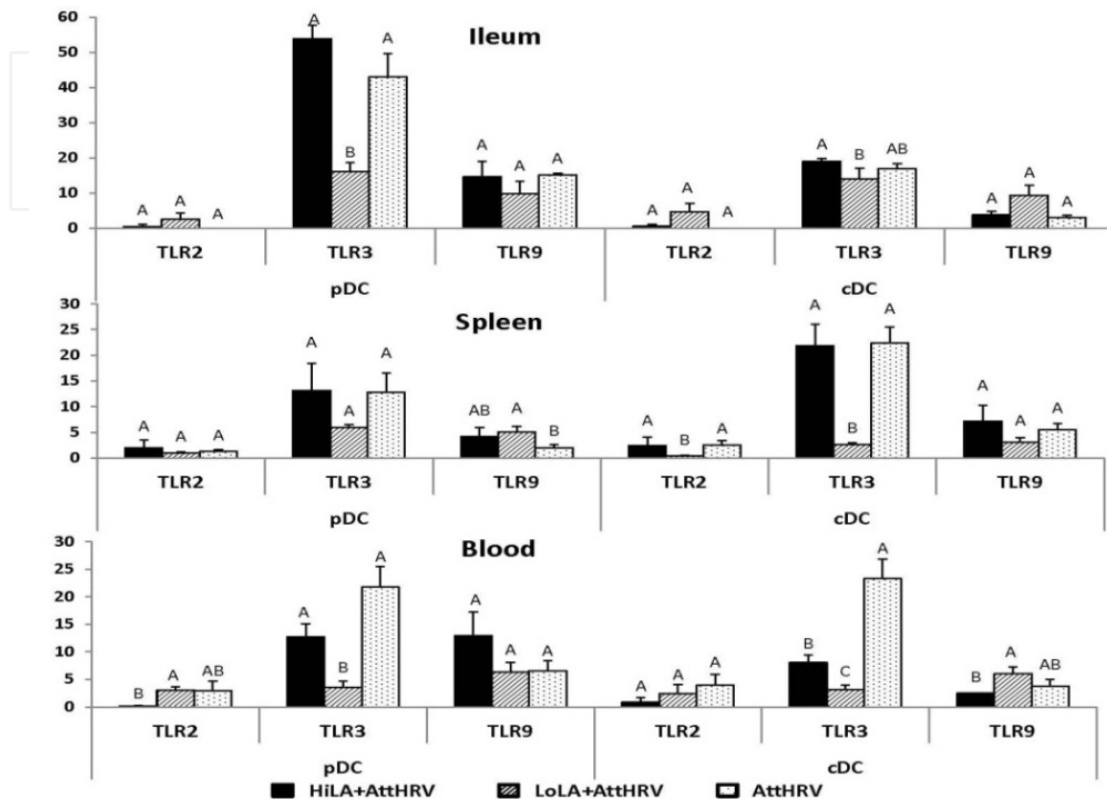 Ileum
60
50
40
30
20
10
0
A A A A B A A A A A A A A B AB A A A
TLR2 TLR3 TLR9 TLR2 TLR3 TLR9
pDC cDC
Spleen
30
25
20
15
10
5
0
A A A A A A AB A B A B A A B A A A A
TLR2 TLR3 TLR9 TLR2 TLR3 TLR9
pDC cDC
Blood
30
25
20
15
10
5
0
B A AB A B A A A A A A A B C A B A AB
TLR2 TLR3 TLR9 TLR2 TLR3 TLR9
pDC cDC
HiLA+AttHRV LoLA+AttHRV AttHRV